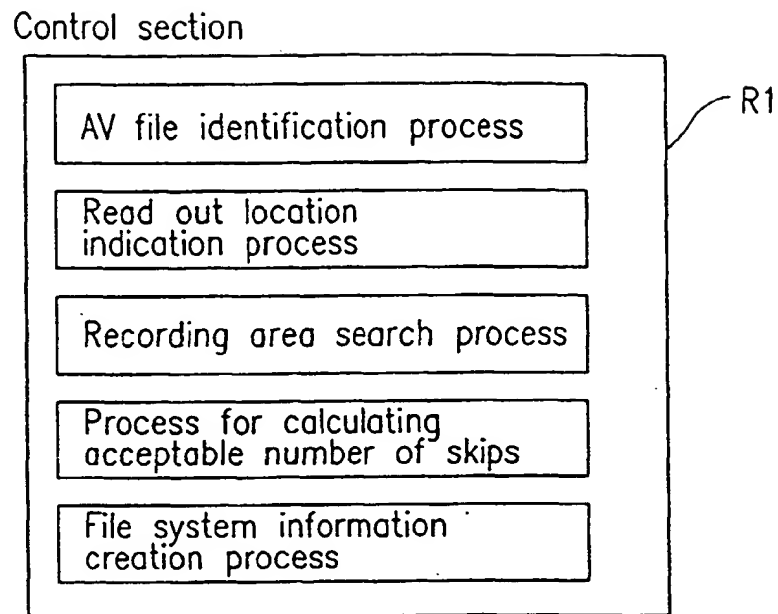 Control section
R1
AV file identification process
Read out location
indication process
Recording area search process
Process for calculating
acceptable number of skips
File system information
creation process